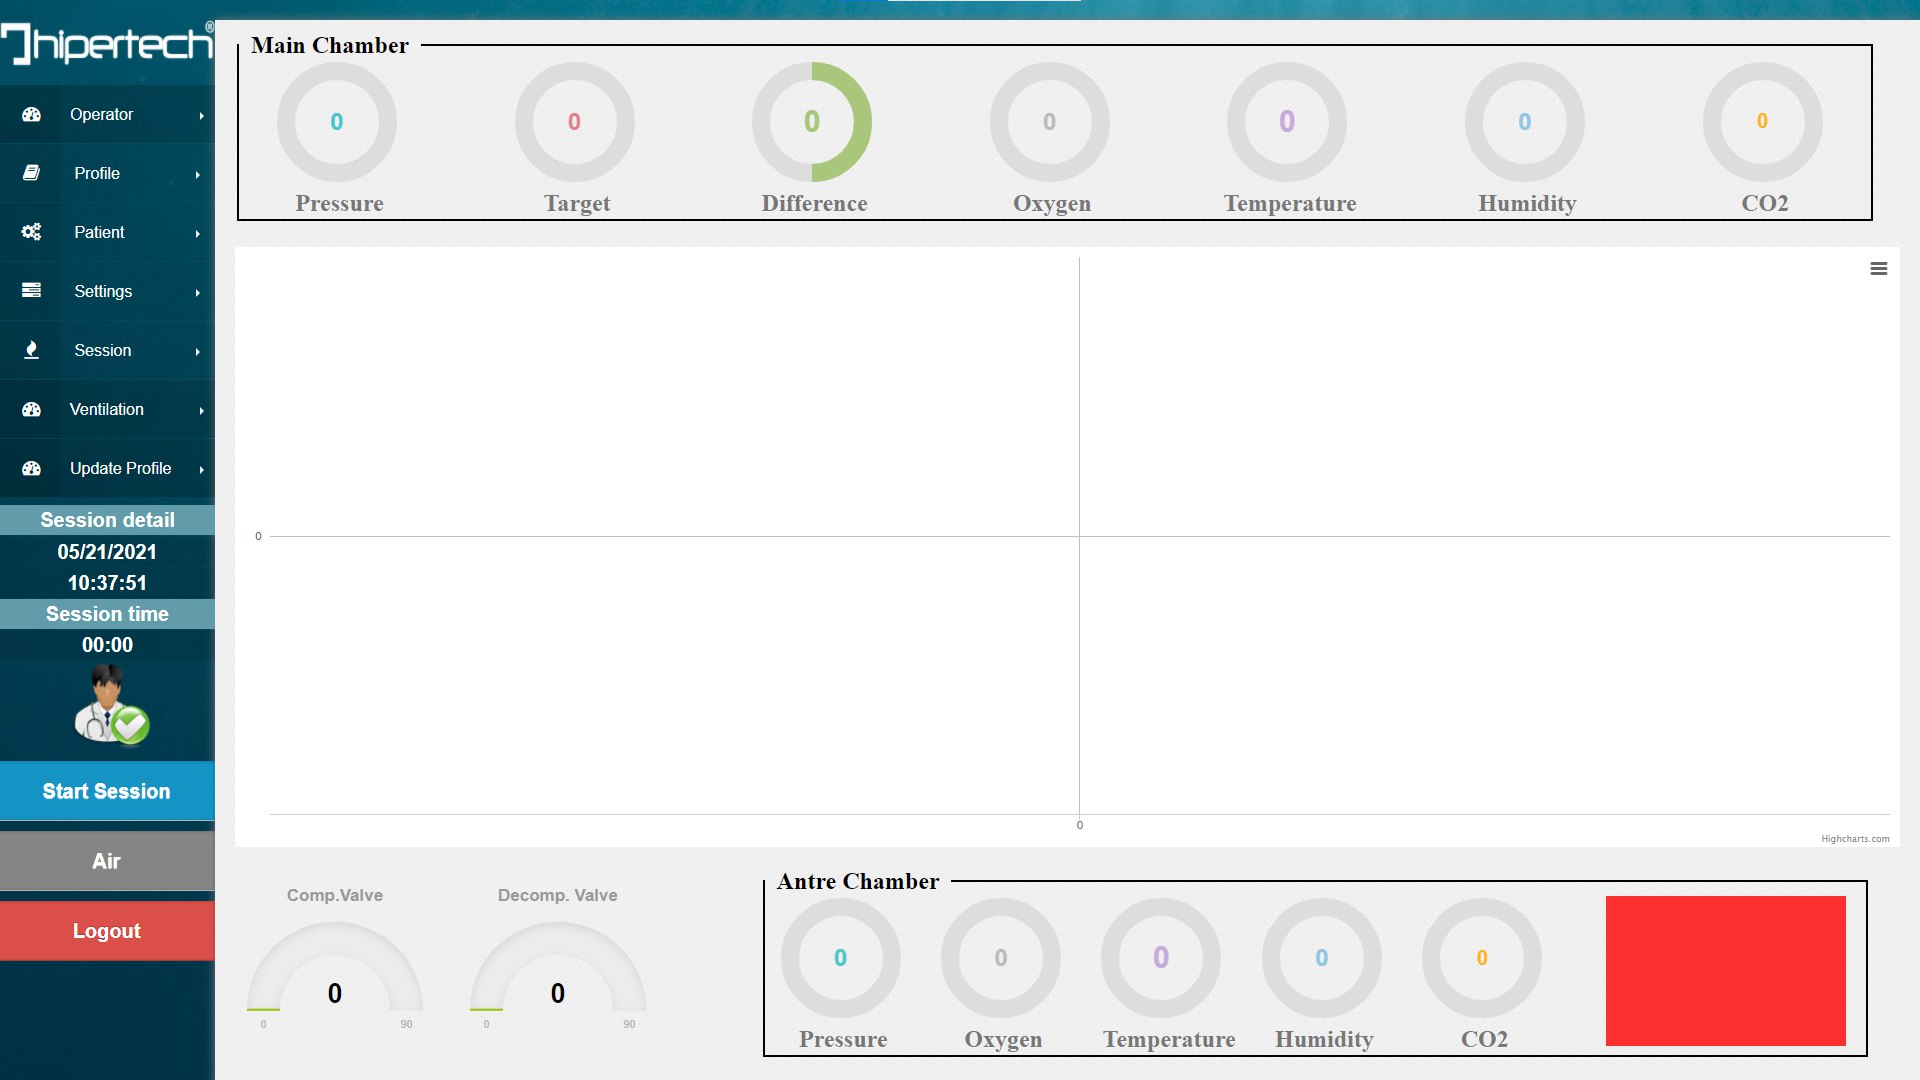 hipertech®
Operator
Profile
Patient
Settings
Session
Ventilation
Update Profile
Session detail
05/21/2021
10:37:51
Session time
00:00
Start Session
Air
Logout
Main Chamber
0 0 0 0 0 0 0
Pressure Target Difference Oxygen Temperature Humidity CO2
0
0
Highcharts.com
Comp.Valve Decomp. Valve
0 0
0 90 0 90
Antre Chamber
0 0 0 0 0
Pressure Oxygen Temperature Humidity CO2